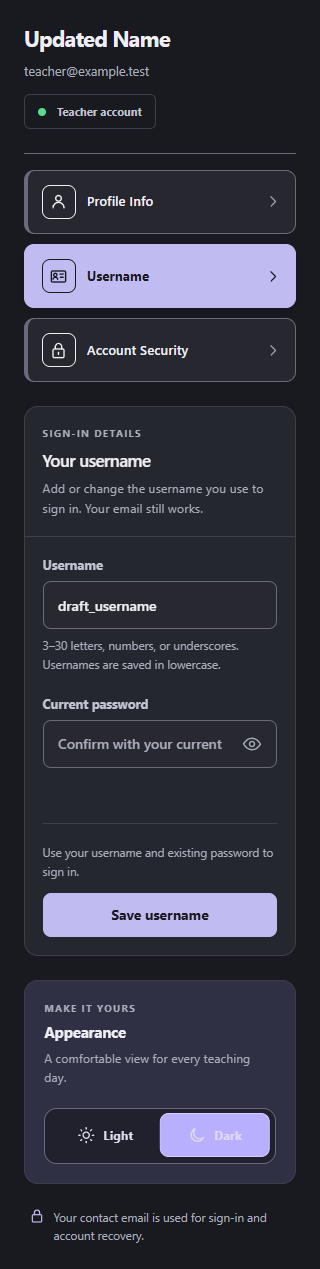 Updated Name
teacher@example.test
Teacher account
Profile Info
Username
Account Security
SIGN-IN DETAILS
Your username
Add or change the username you use to
sign in. Your email still works.
Username
draft_username
3–30 letters, numbers, or underscores.
Usernames are saved in lowercase.
Current password
Confirm with your current
Use your username and existing password to
sign in.
Save username
MAKE IT YOURS
Appearance
A comfortable view for every teaching
day.
Light
Dark
Your contact email is used for sign-in and
account recovery.